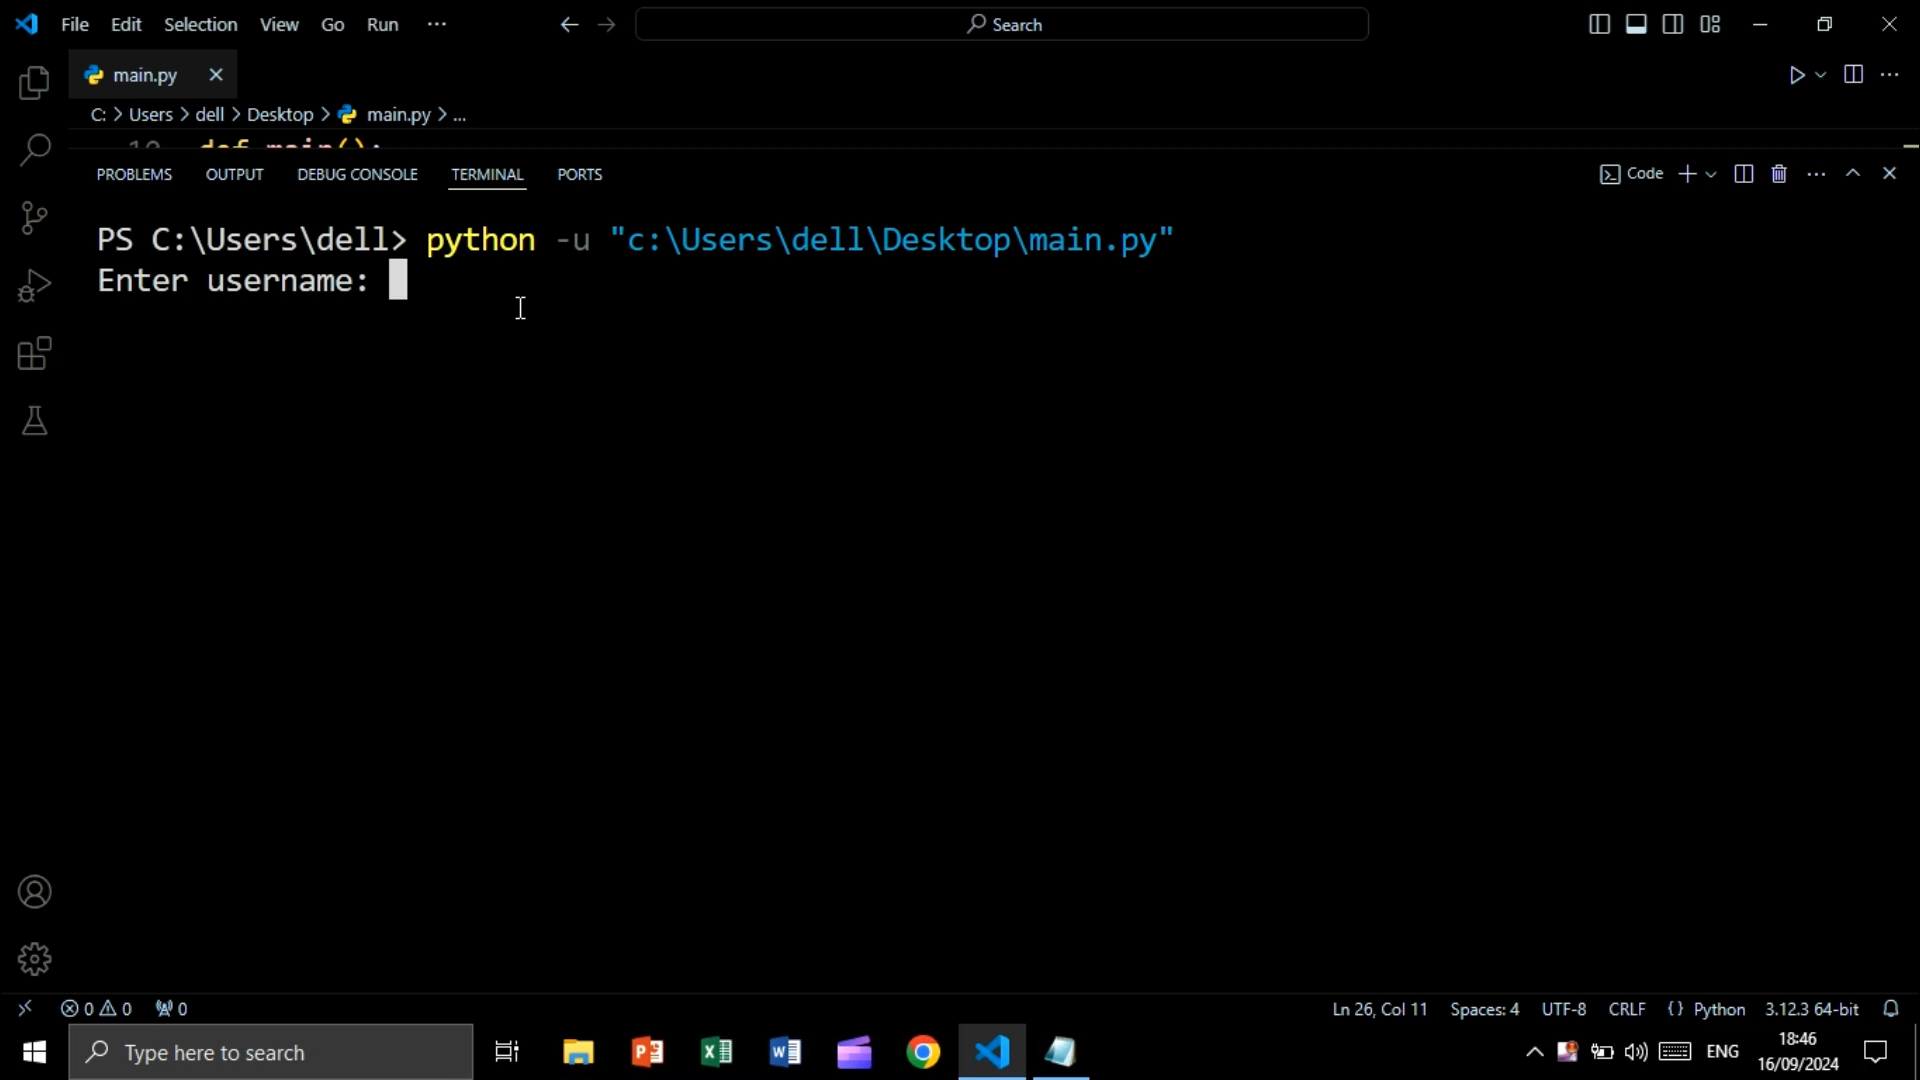 File Edit Selection View Go Run ... Search
main.py
C: > Users > dell > Desktop > main.py > ...
def main():
PROBLEMS OUTPUT DEBUG CONSOLE TERMINAL PORTS Code
PS C:\Users\dell> python -u "c:\Users\dell\Desktop\main.py"
Enter username:
0 0 0 Ln 26, Col 11 Spaces: 4 UTF-8 CRLF {} Python 3.12.3 64-bit
Type here to search ENG 18:46
16/09/2024